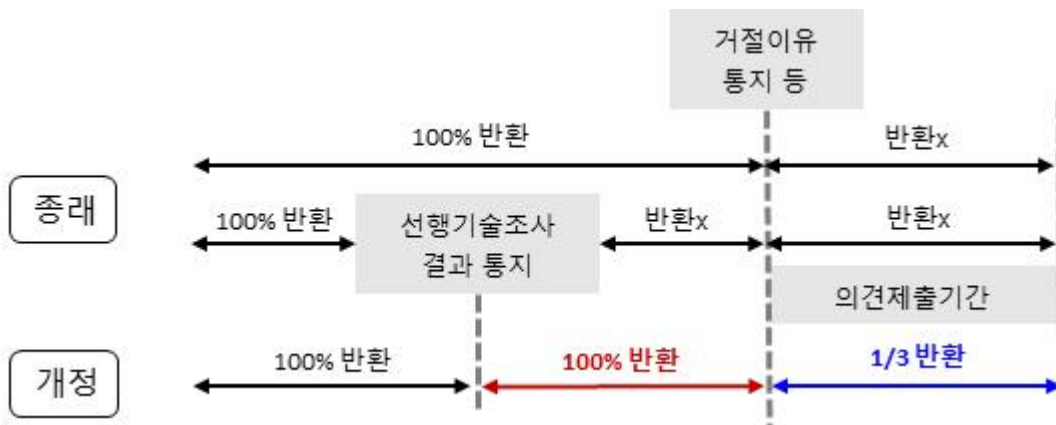 거절이유
통지 등
100% 반환
반환x
종래
100% 반환
선행기술조사
결과 통지
반환x
반환x
의견제출기간
개정
100% 반환
100% 반환
1/3 반환